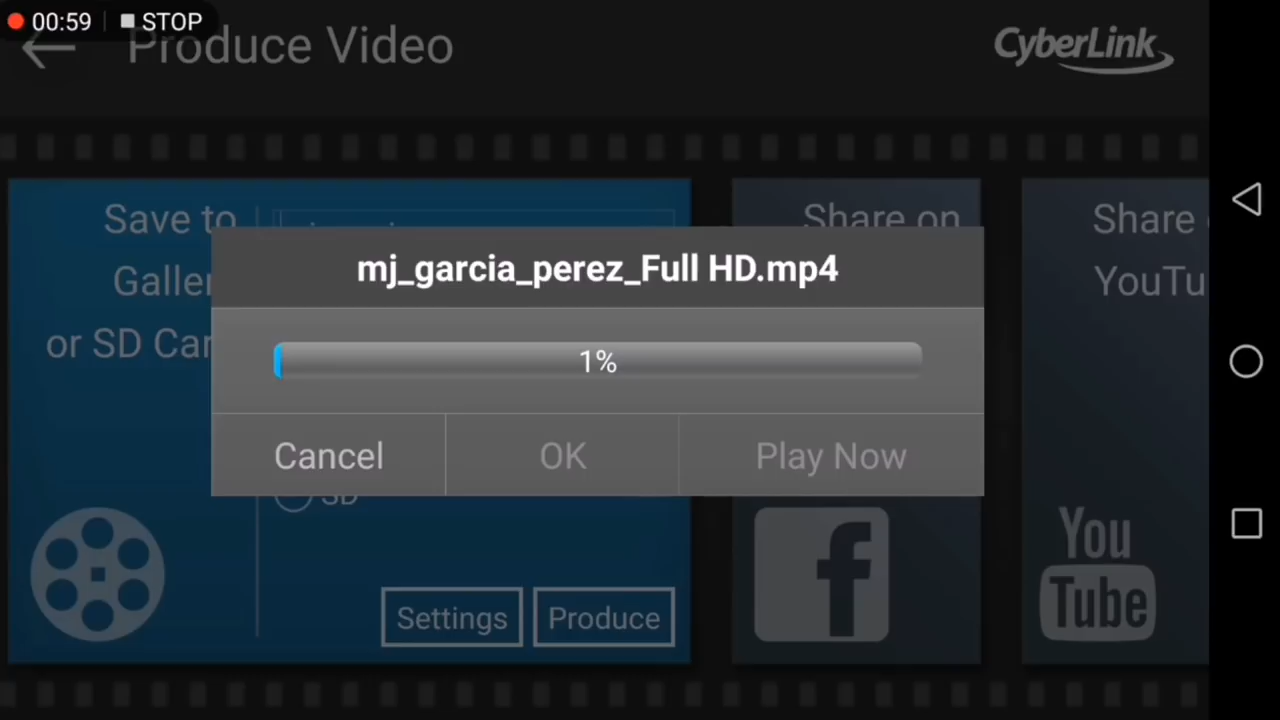 00:59 STOP
Produce Video
CyberLink
Save to
Galler
or SD Car
Share on
Share
YouTu
mj_garcia_perez_Full HD.mp4
1%
Cancel
OK
Play Now
SD
f
You
Tube
Settings
Produce